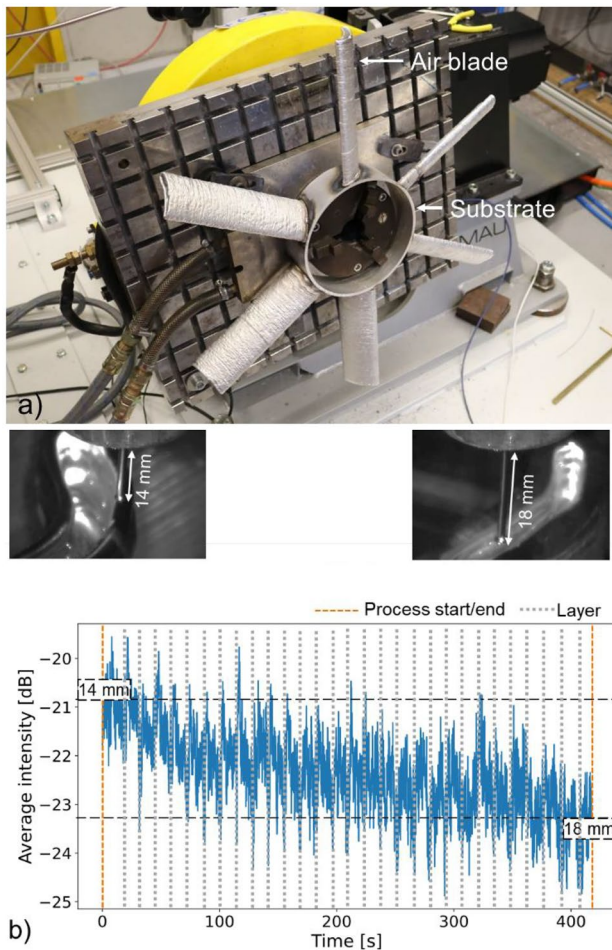 Air blade
Substrate
MAU
a)
14 mm
18 mm
Process start/end Layer
−20
−21
−22
−23
−24
−25
14 mm
18 mm
Average intensity [dB]
0 100 200 300 400
Time [s]
b)